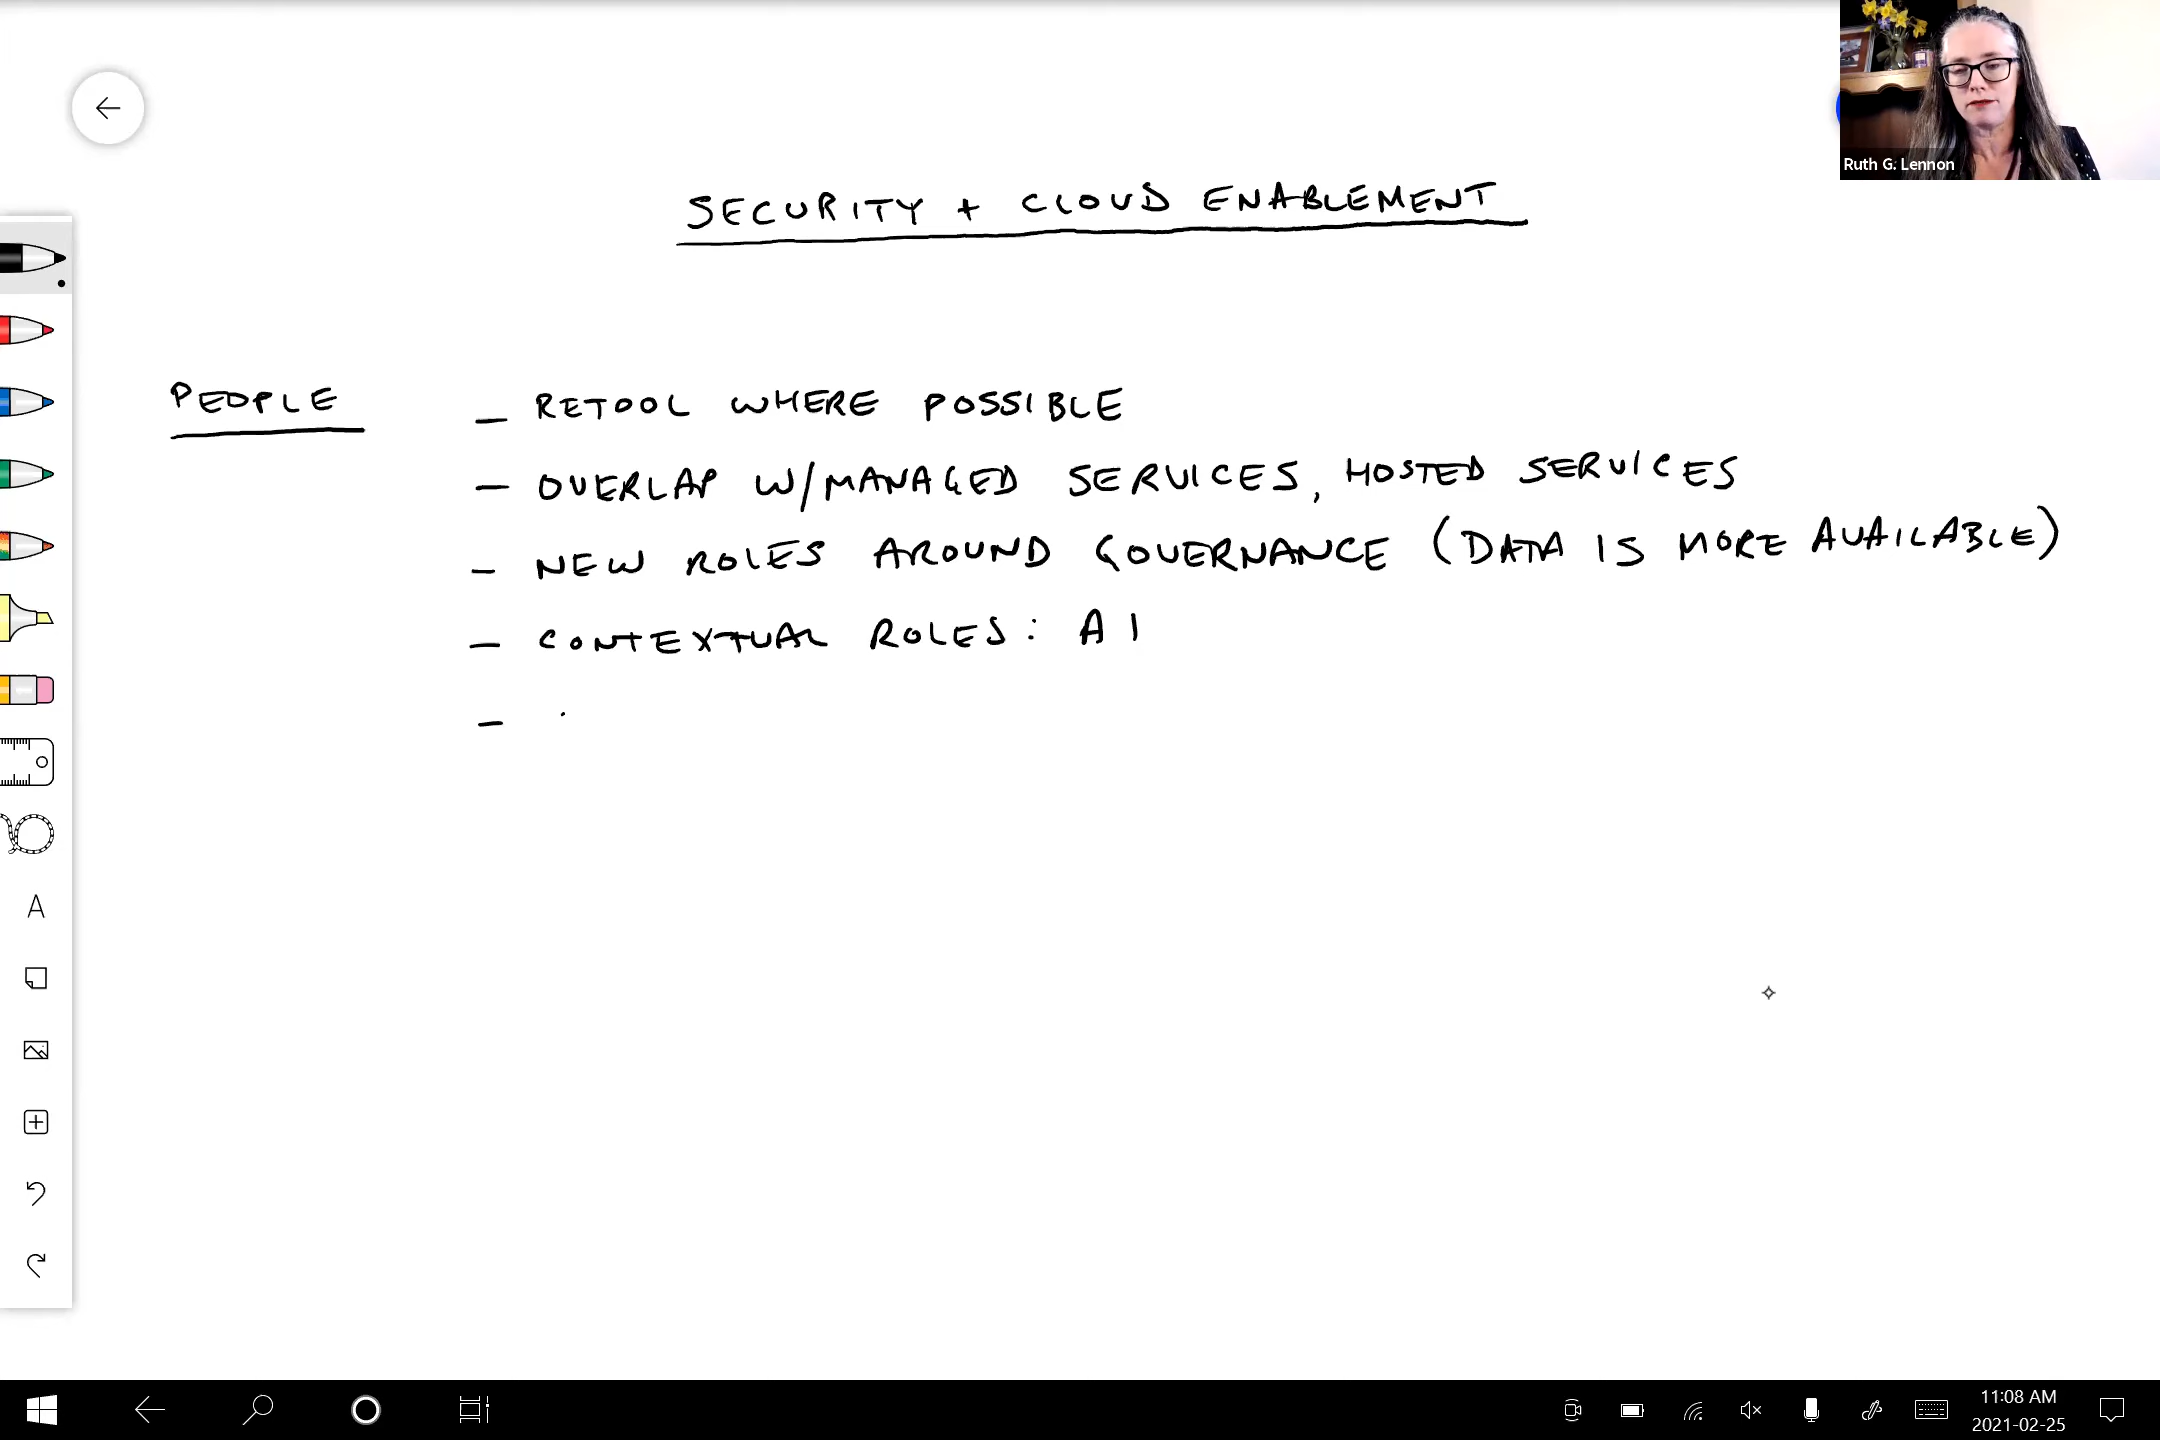 Ruth G. Lennon
SECURITY + CLOUD ENABLEMENT
PEOPLE
- RETOOL WHERE POSSIBLE
- OVERLAP W/MANAGED SERVICES, HOSTED SERVICES
- NEW ROLES AROUND GOVERNANCE (DATA IS MORE AVAILABLE)
- CONTEXTUAL ROLES: AI
-
A
11:08 AM
2021-02-25